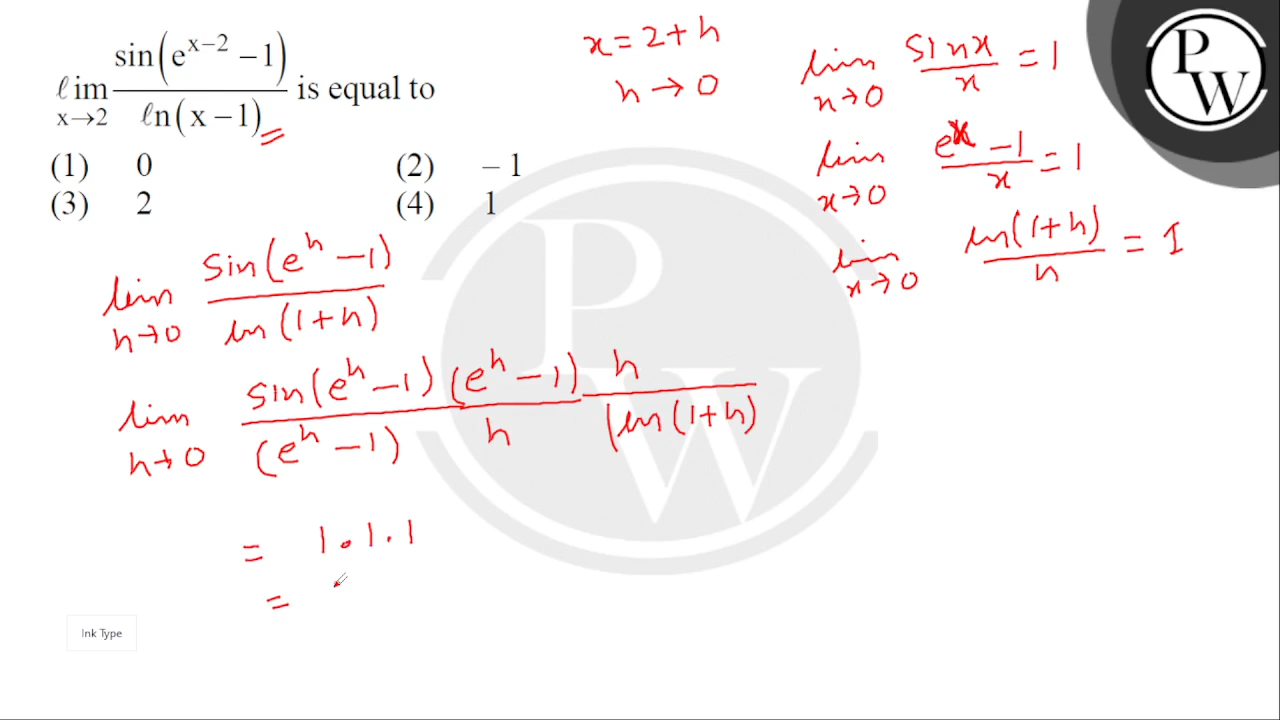 ℓim x→2 sin(e^{x−2} −1) / ℓn(x−1) is equal to
(1) 0 (2) – 1
(3) 2 (4) 1
x = 2 + h
h → 0
lim x→0 sin x / x = 1
lim x→0 e^x − 1 / x = 1
lim x→0 ln(1+h) / h = 1
lim h→0 sin(e^h − 1) / ln(1+h)
lim h→0 sin(e^h − 1) / (e^h − 1) (e^h − 1) / h h / (ln(1+h)
= 1 . 1 . 1
=
Ink Type
P
W
P
W